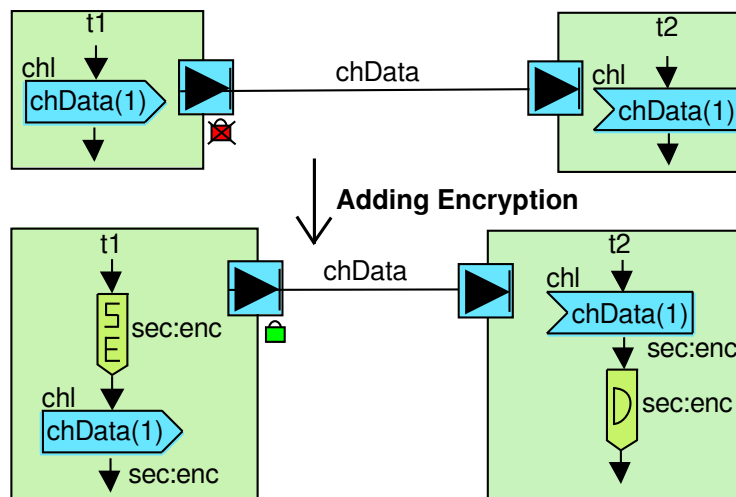 t1
chl
chData(1)
chData
t2
chl
chData(1)
Adding Encryption
t1
S
E
sec:enc
chl
chData(1)
sec:enc
chData
t2
chl
chData(1)
sec:enc
D
sec:enc